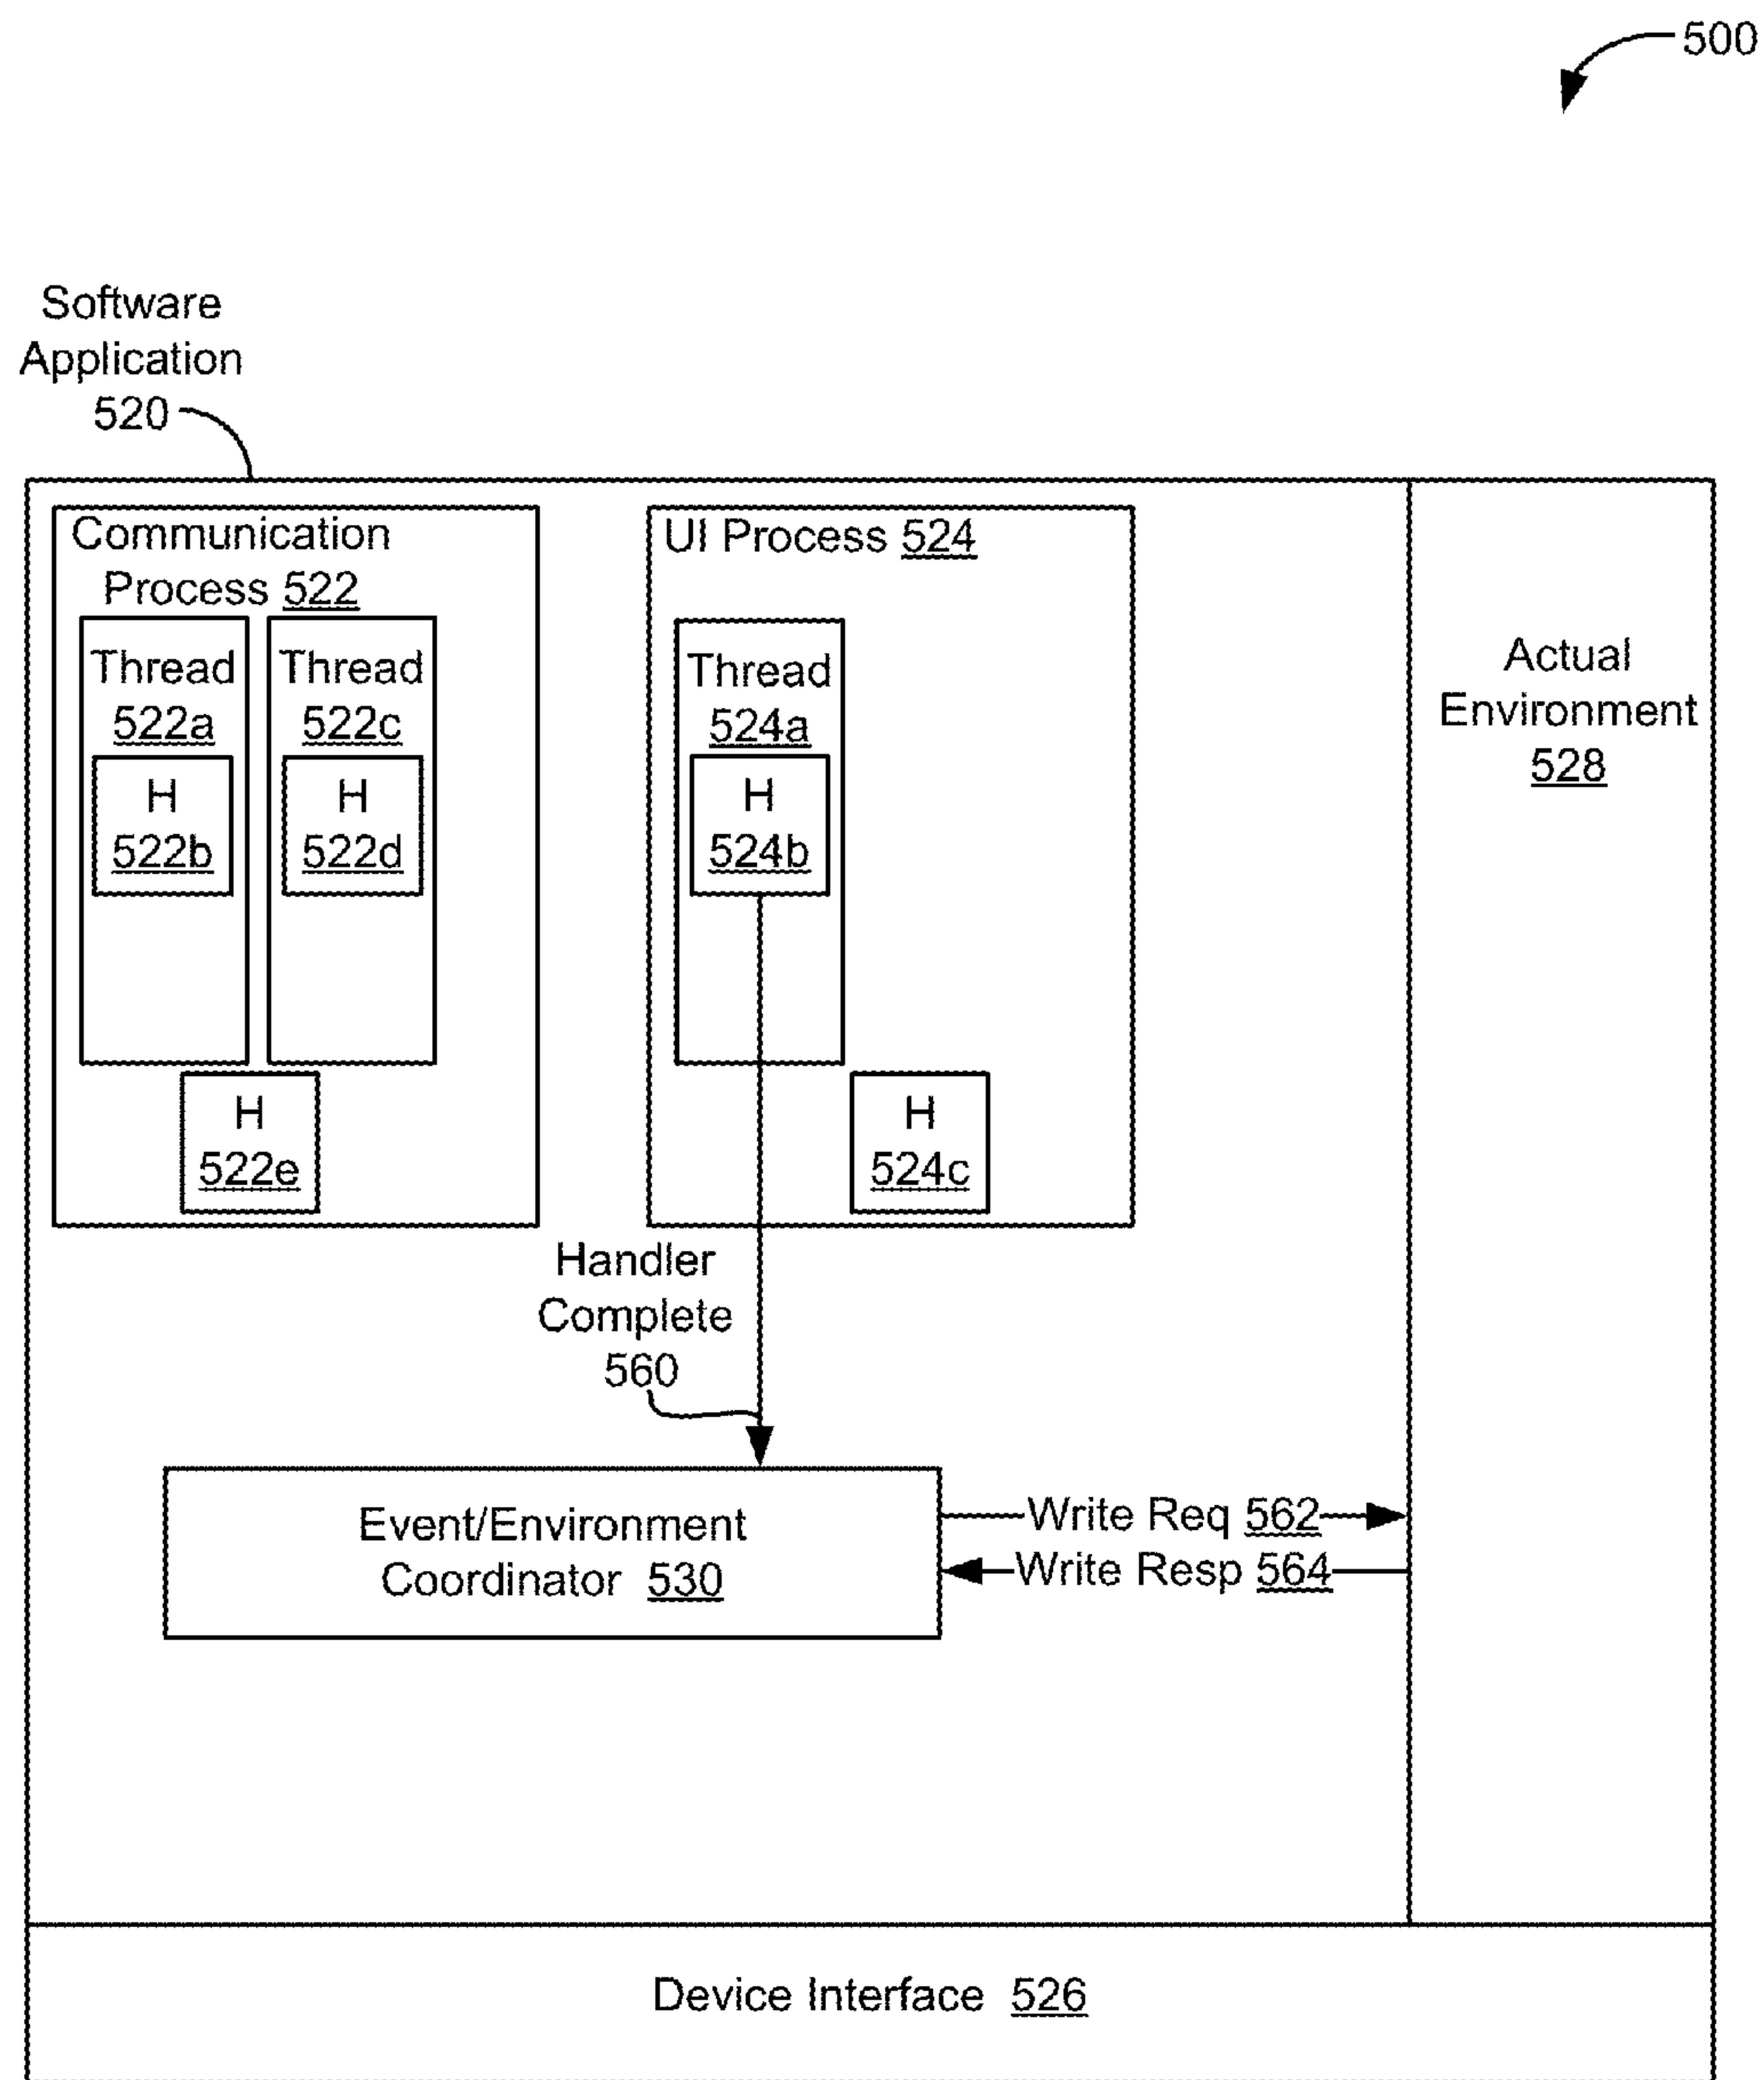 500
Software
Application
520
Communication
Process 522
UI Process 524
Thread
522a
Thread
522c
Thread
524a
H
522b
H
522d
H
524b
H
522e
H
524c
Actual
Environment
528
Handler
Complete
560
Event/Environment
Coordinator 530
Write Req 562
Write Resp 564
Device Interface 526